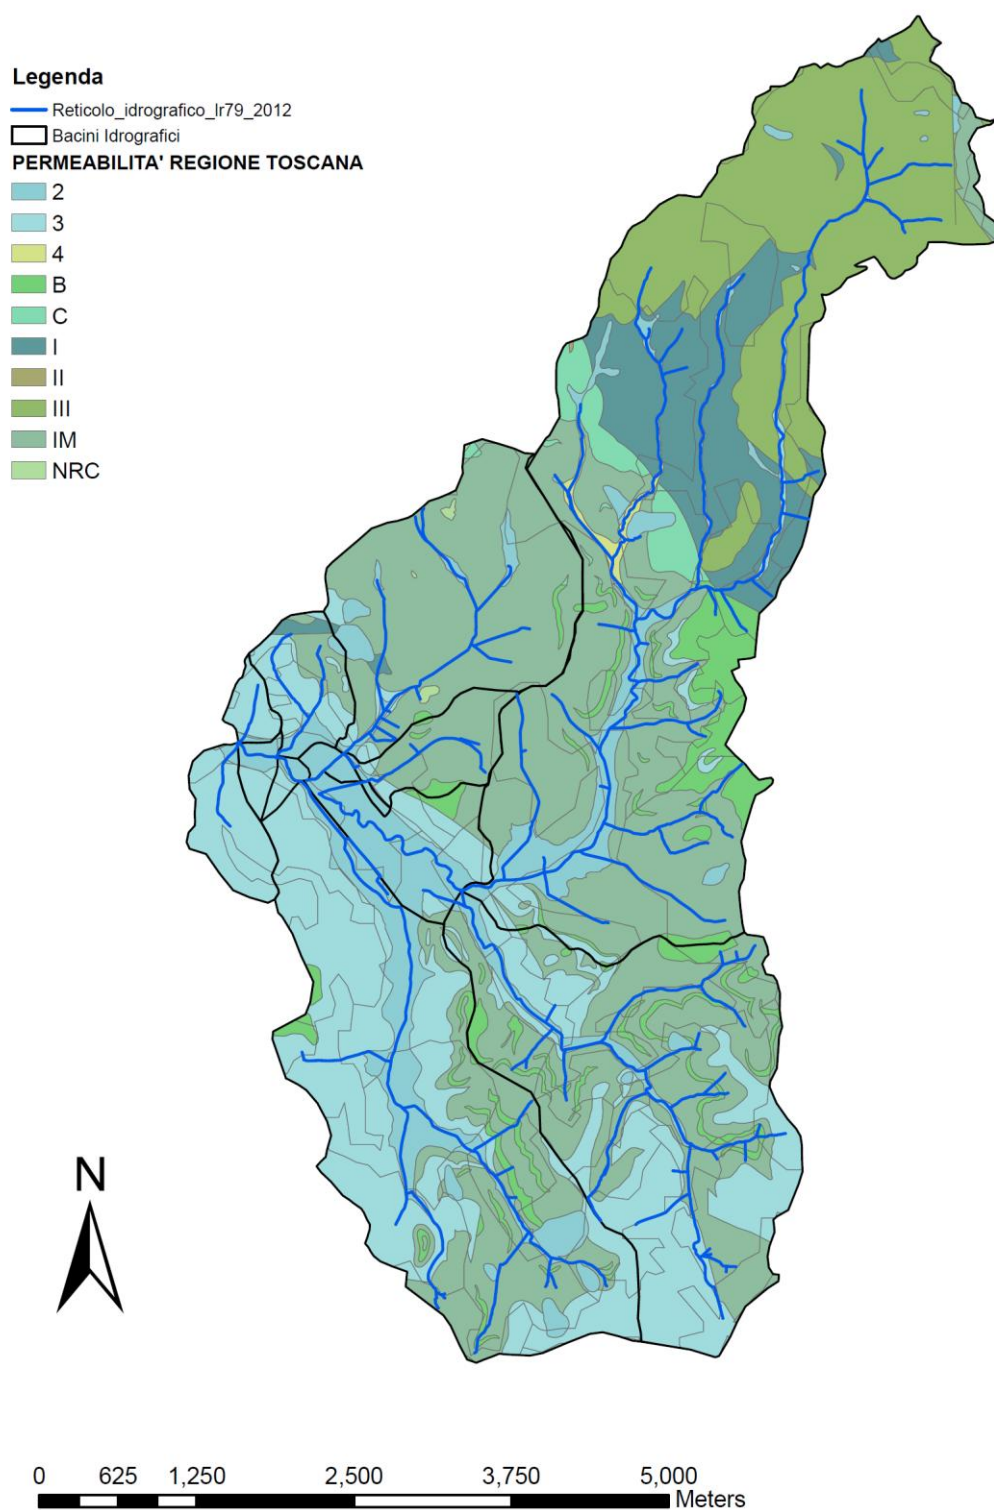 Legenda
Reticolo_idrografico_lr79_2012
Bacini Idrografici
PERMEABILITA' REGIONE TOSCANA
2
3
4
B
C
I
II
III
IM
NRC
N
0 625 1,250 2,500 3,750 5,000
Meters